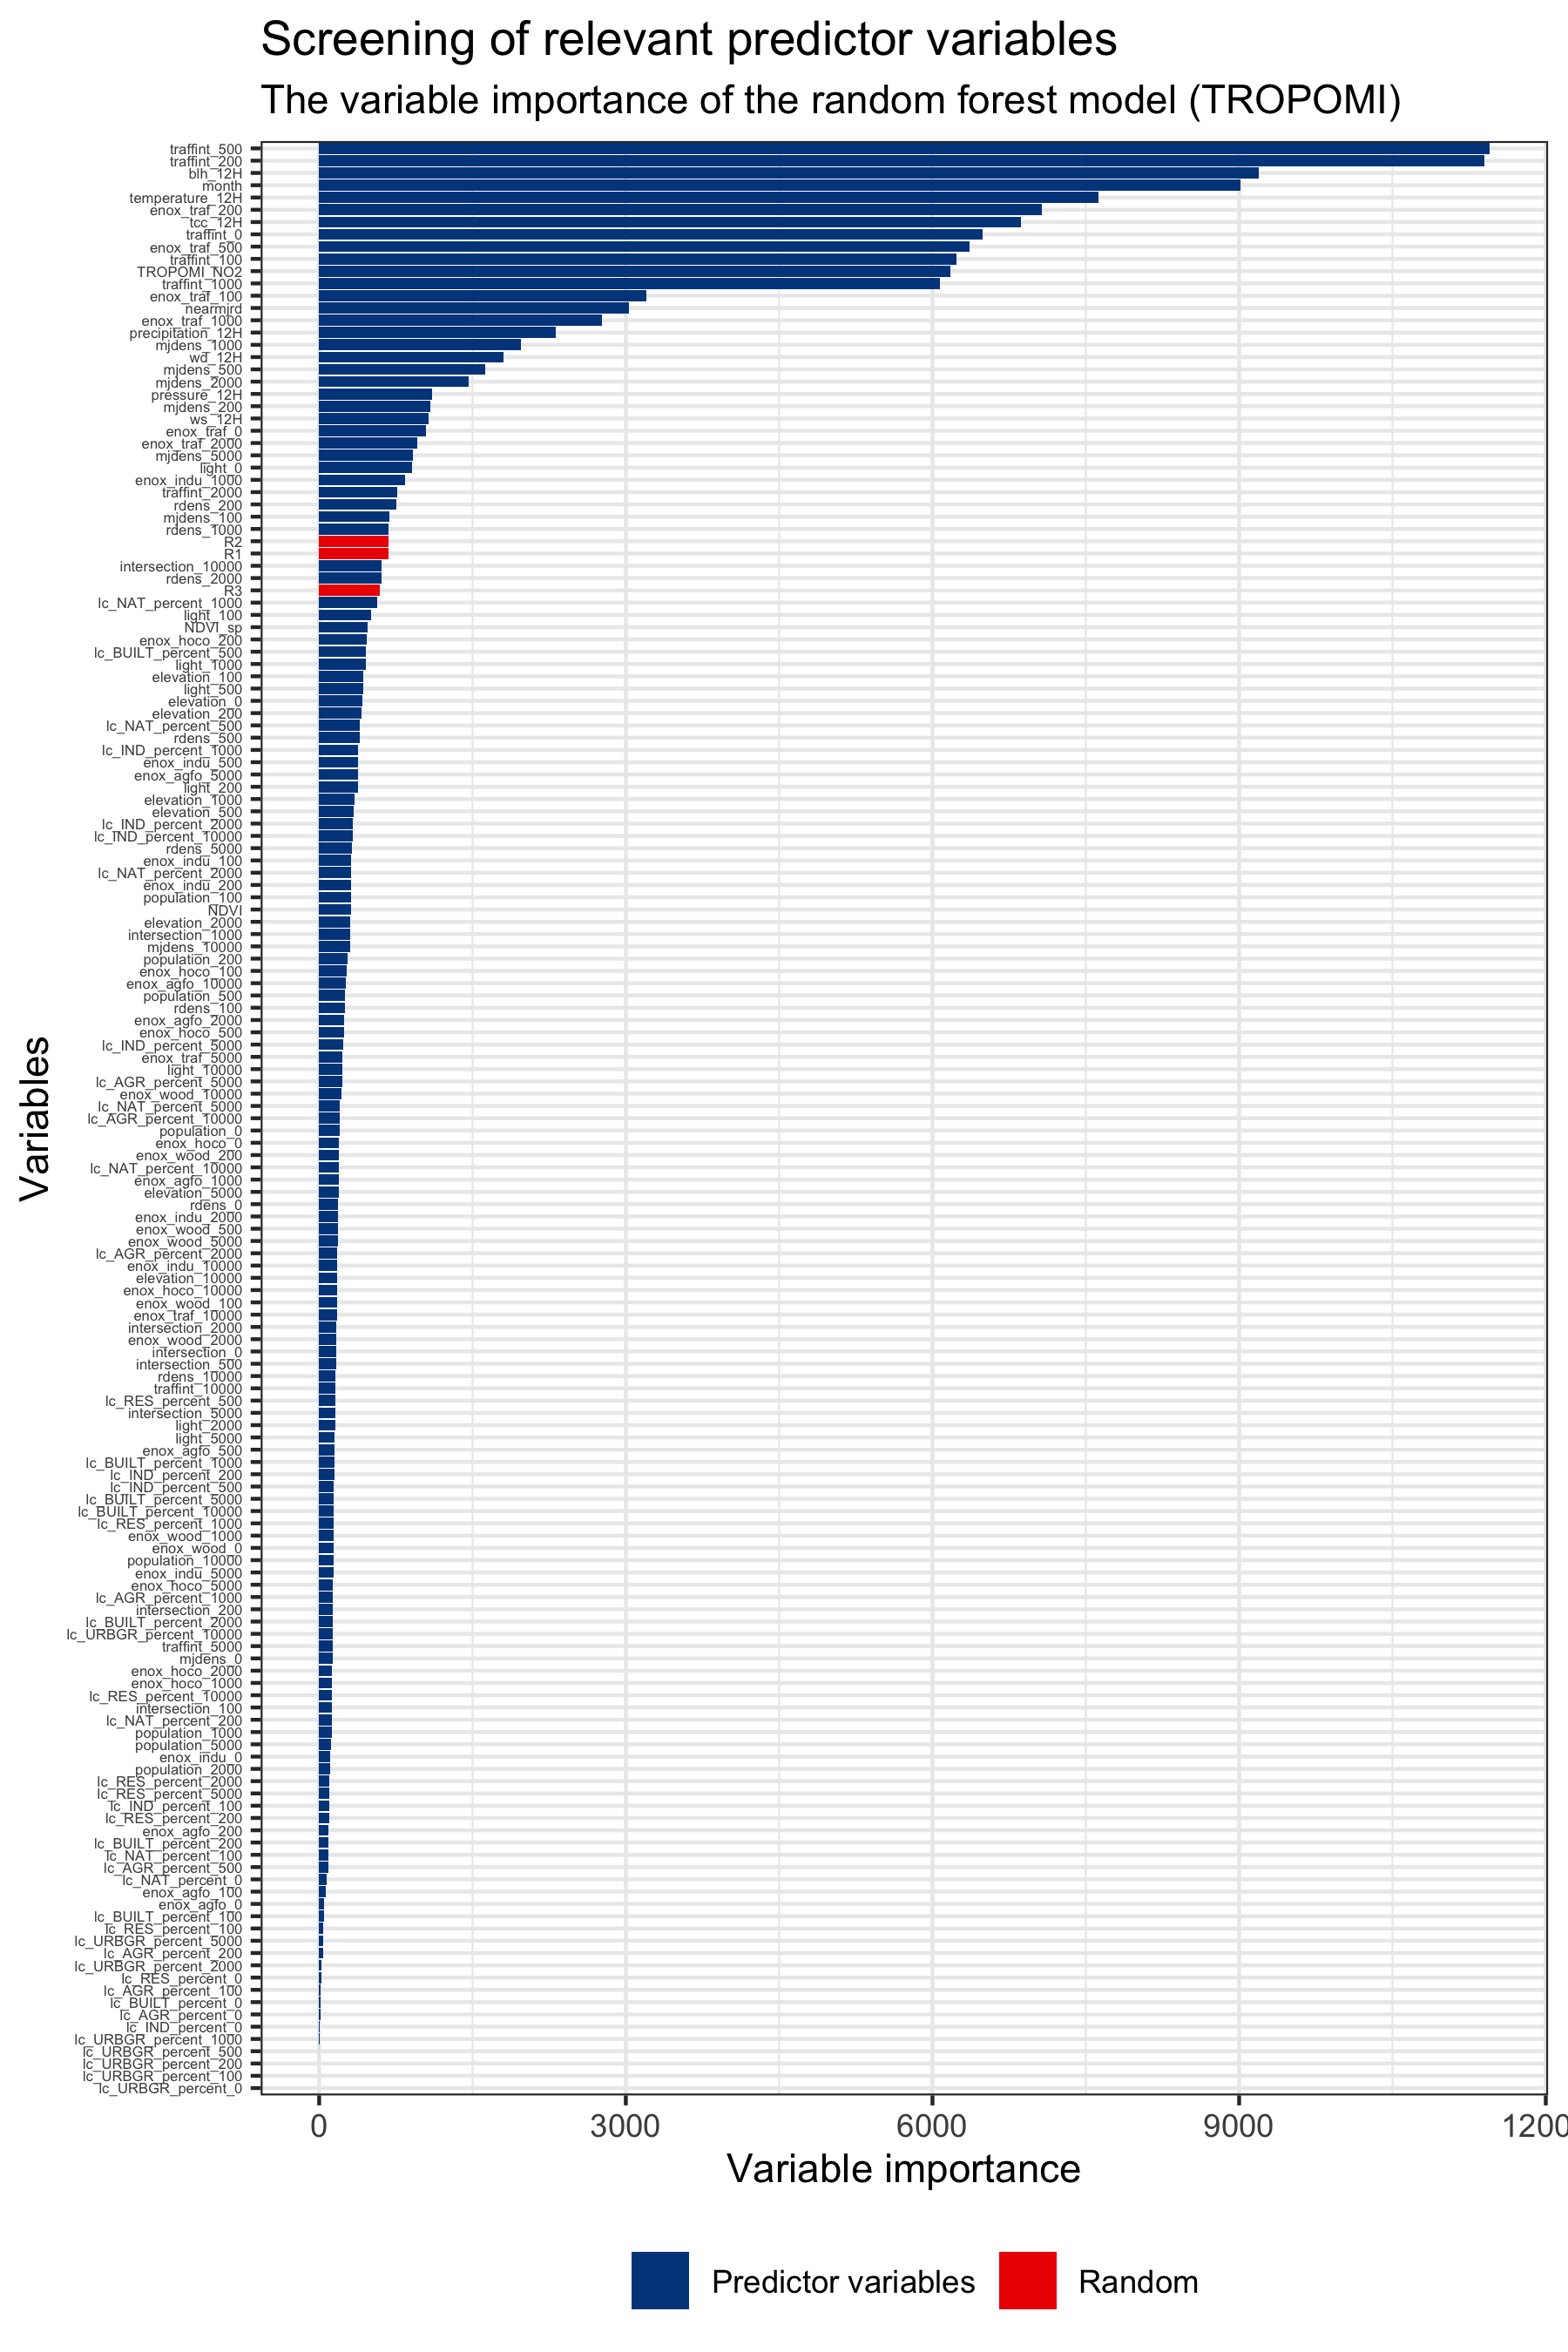 Screening of relevant predictor variables
The variable importance of the random forest model (TROPOMI)
traffint_500
traffint_200
blh_12H
month
temperature_12H
enox_traf_200
tcc_12H
traffint_0
enox_traf_500
traffint_100
TROPOMI_NO2
traffint_1000
enox_traf_100
nearmjrd
enox_traf_1000
precipitation_12H
mjdens_1000
wd_12H
mjdens_500
mjdens_2000
pressure_12H
mjdens_200
ws_12H
enox_traf_0
enox_traf_2000
mjdens_5000
light_0
enox_indu_1000
traffint_2000
rdens_200
mjdens_100
rdens_1000
R2
R1
intersection_10000
rdens_2000
R3
lc_NAT_percent_1000
light_100
NDVI_sp
enox_hoco_200
lc_BUILT_percent_500
light_1000
elevation_100
light_500
elevation_0
elevation_200
lc_NAT_percent_500
rdens_500
lc_IND_percent_1000
enox_indu_500
enox_agfo_5000
light_200
elevation_1000
elevation_500
lc_IND_percent_2000
lc_IND_percent_10000
rdens_5000
enox_indu_100
lc_NAT_percent_2000
enox_indu_200
population_100
NDVI
elevation_2000
intersection_1000
mjdens_10000
population_200
enox_hoco_100
enox_agfo_10000
population_500
rdens_100
enox_agfo_2000
enox_hoco_500
lc_IND_percent_5000
enox_traf_5000
light_10000
lc_AGR_percent_5000
enox_wood_10000
lc_NAT_percent_5000
lc_AGR_percent_10000
population_0
enox_hoco_0
enox_wood_200
lc_NAT_percent_10000
enox_agfo_1000
elevation_5000
rdens_0
enox_indu_2000
enox_wood_500
enox_wood_5000
lc_AGR_percent_2000
enox_indu_10000
elevation_10000
enox_hoco_10000
enox_wood_100
enox_traf_10000
intersection_2000
enox_wood_2000
intersection_0
intersection_500
rdens_10000
traffint_10000
lc_RES_percent_500
intersection_5000
light_2000
light_5000
enox_agfo_500
lc_BUILT_percent_1000
lc_IND_percent_200
lc_IND_percent_500
lc_BUILT_percent_5000
lc_BUILT_percent_10000
lc_RES_percent_1000
enox_wood_1000
enox_wood_0
population_10000
enox_indu_5000
enox_hoco_5000
lc_AGR_percent_1000
intersection_200
lc_BUILT_percent_2000
lc_URBGR_percent_10000
traffint_5000
mjdens_0
enox_hoco_2000
enox_hoco_1000
lc_RES_percent_10000
intersection_100
lc_NAT_percent_200
population_1000
population_5000
enox_indu_0
population_2000
lc_RES_percent_2000
lc_RES_percent_5000
lc_IND_percent_100
lc_RES_percent_200
enox_agfo_200
lc_BUILT_percent_200
lc_NAT_percent_100
lc_AGR_percent_500
lc_NAT_percent_0
enox_agfo_100
enox_agfo_0
lc_BUILT_percent_100
lc_RES_percent_100
lc_URBGR_percent_5000
lc_AGR_percent_200
lc_URBGR_percent_2000
lc_RES_percent_0
lc_AGR_percent_100
lc_BUILT_percent_0
lc_AGR_percent_0
lc_IND_percent_0
lc_URBGR_percent_1000
lc_URBGR_percent_500
lc_URBGR_percent_200
lc_URBGR_percent_100
lc_URBGR_percent_0
Variables
0 3000 6000 9000 1200
Variable importance
Predictor variables Random